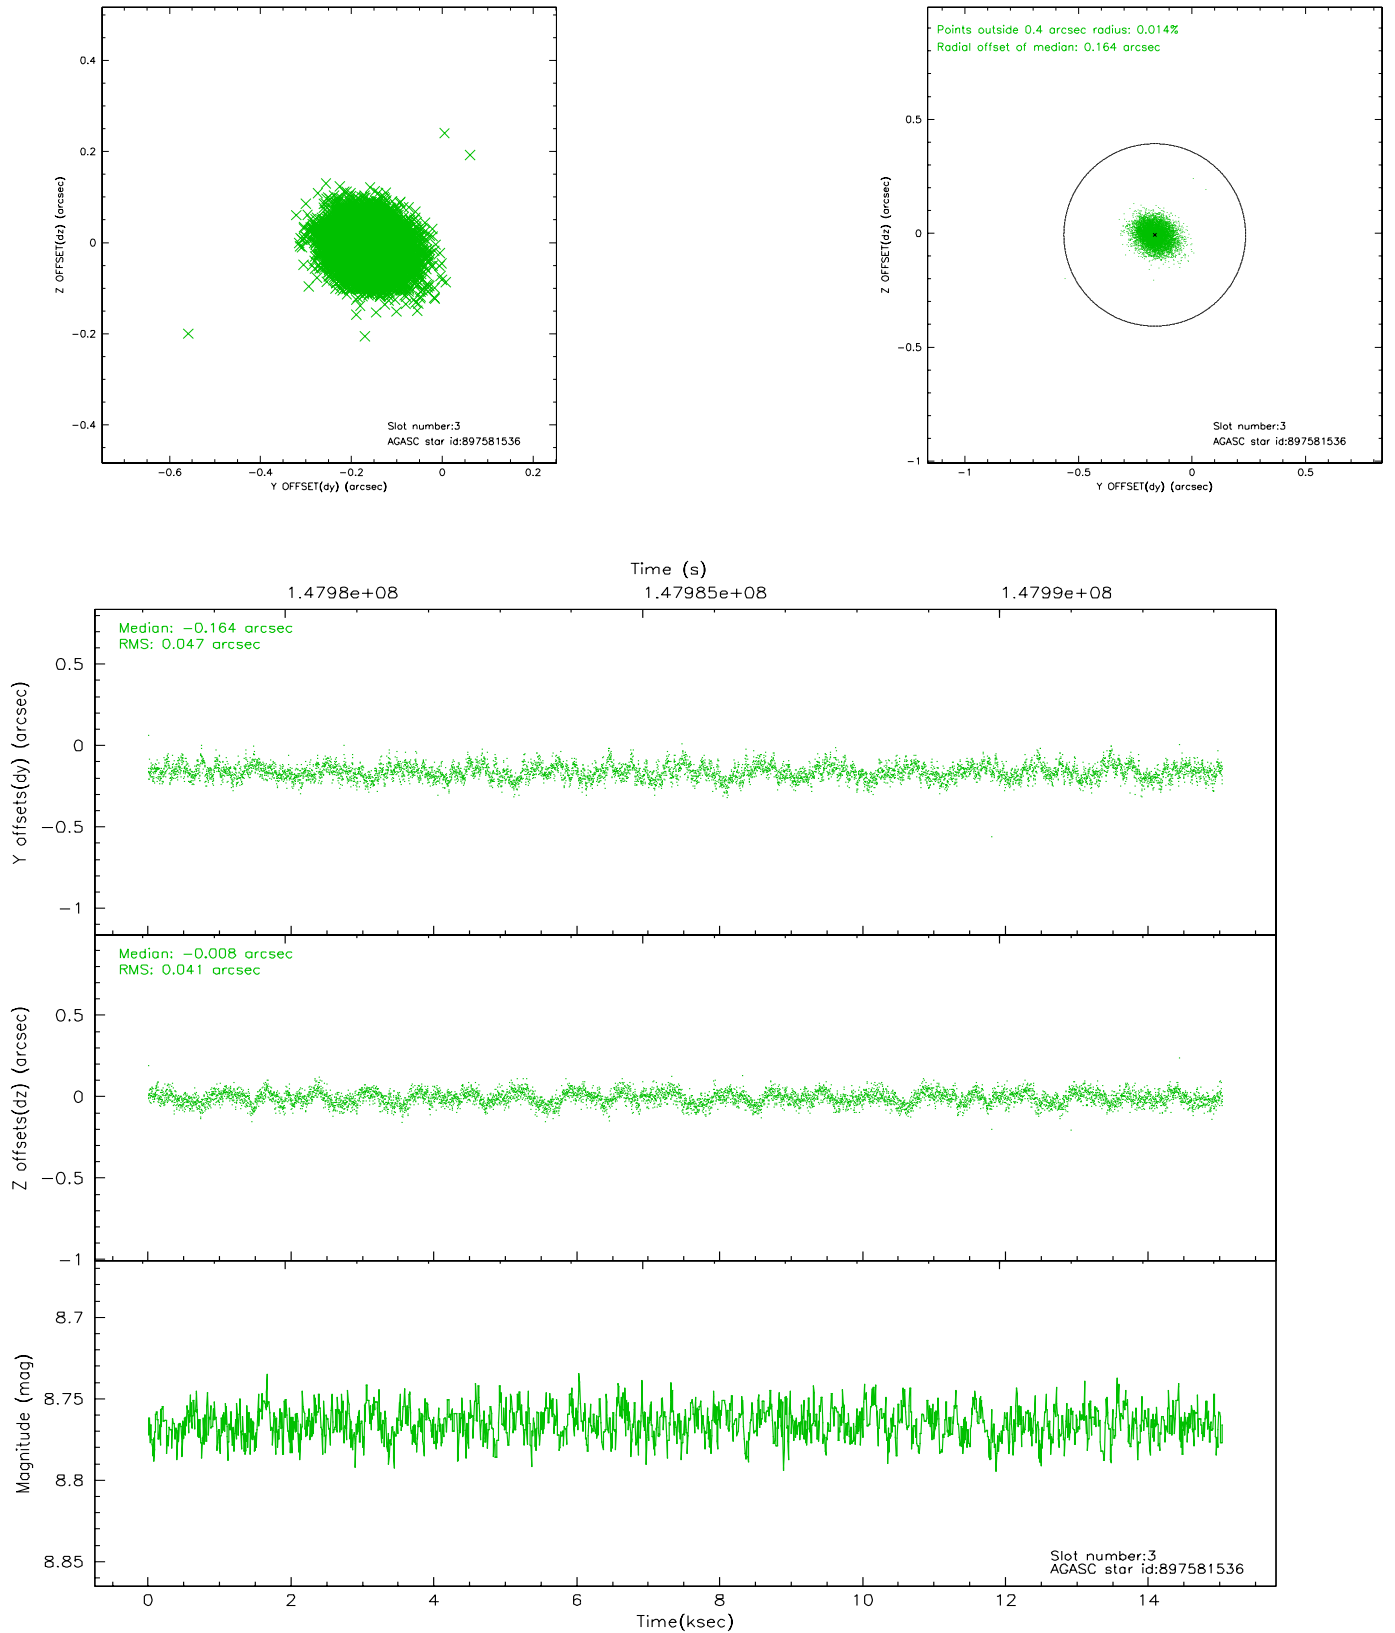 0.4
0.2
0
−0.2
−0.4
Z OFFSET(dz) (arcsec)
Slot number:3
AGASC star id:897581536
−0.6
−0.4
−0.2
0
0.2
Y OFFSET(dy) (arcsec)
Points outside 0.4 arcsec radius: 0.014%
Radial offset of median: 0.164 arcsec
0.5
0
−0.5
−1
Z OFFSET(dz) (arcsec)
Slot number:3
AGASC star id:897581536
−1
−0.5
0
0.5
Y OFFSET(dy) (arcsec)
Time (s)
1.4798e+08
1.47985e+08
1.4799e+08
Median: −0.164 arcsec
RMS: 0.047 arcsec
0.5
0
−0.5
−1
Y offsets(dy) (arcsec)
Median: −0.008 arcsec
RMS: 0.041 arcsec
0.5
0
−0.5
−1
Z offsets(dz) (arcsec)
8.7
8.75
8.8
8.85
Magnitude (mag)
Slot number:3
AGASC star id:897581536
0
2
4
6
8
10
12
14
Time(ksec)